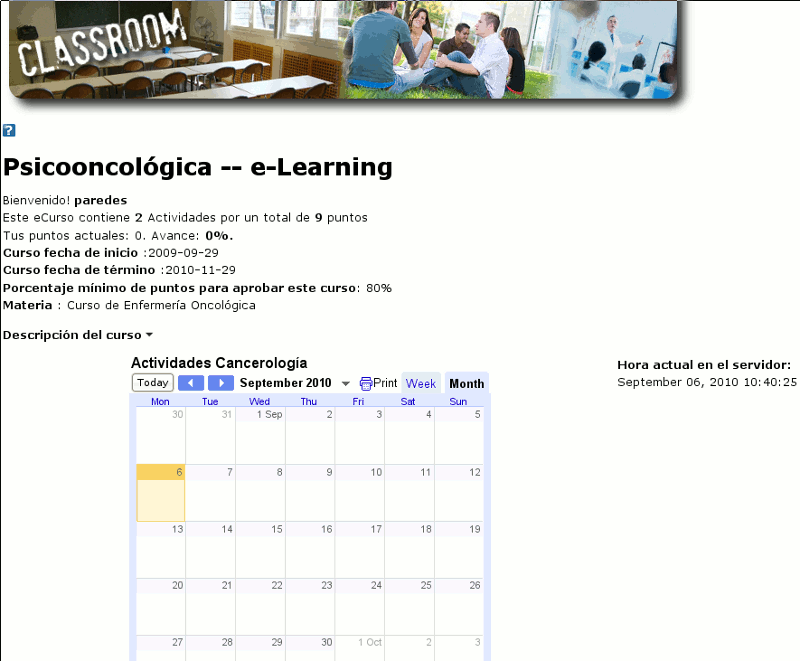 CLASSROOM
?
Psicooncológica -- e-Learning
Bienvenido! paredes
Este eCurso contiene 2 Actividades por un total de 9 puntos
Tus puntos actuales: 0. Avance: 0%.
Curso fecha de inicio :2009-09-29
Curso fecha de término :2010-11-29
Porcentaje mínimo de puntos para aprobar este curso: 80%
Materia : Curso de Enfermería Oncológica
Descripción del curso
Actividades Cancerología
Today September 2010 Print Week Month
Mon Tue Wed Thu Fri Sat Sun
30 31 1 Sep 2 3 4 5
6 7 8 9 10 11 12
13 14 15 16 17 18 19
20 21 22 23 24 25 26
27 28 29 30 1 Oct 2 3
Hora actual en el servidor:
September 06, 2010 10:40:25